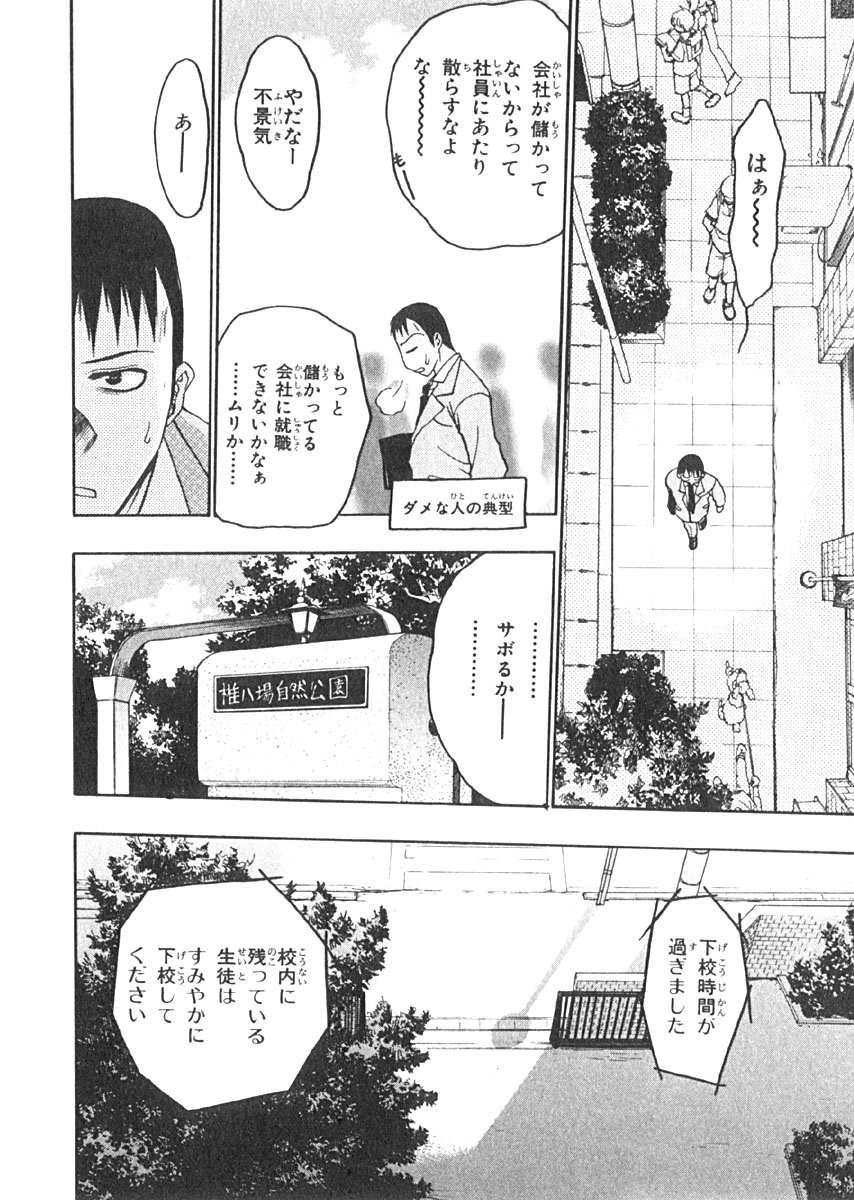 はぁ〜〜〜
会社が儲かって
ないからって
社員にあたり
散らすなよ
な〜〜〜〜
もー
やだなー
不景気
もっと
儲かってる
会社に就職
できないかなぁ
………ムリか………
ダメな人の典型
あー
…………
サボるかー
…………
権八場自然公園
下校時間が
過ぎました
校内に
残っている
生徒は
すみやかに
下校して
ください